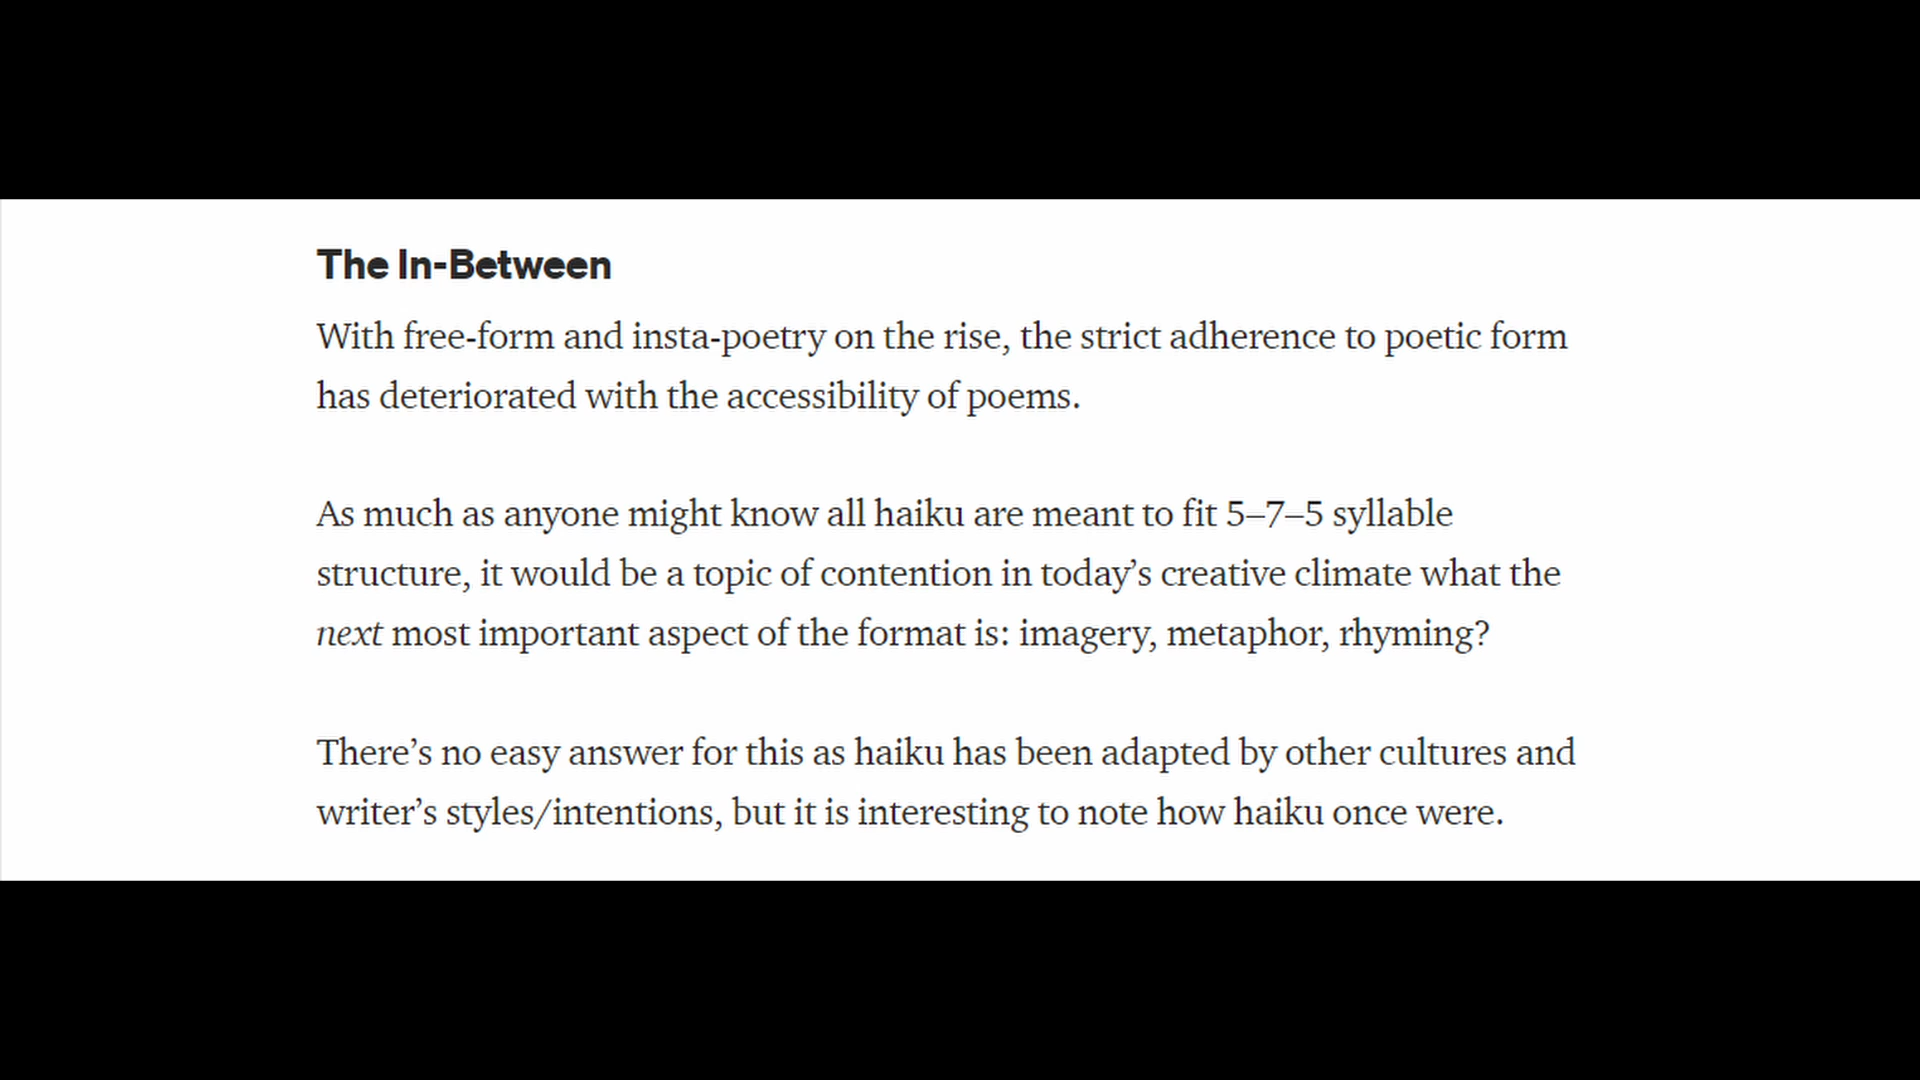 The In-Between
With free-form and insta-poetry on the rise, the strict adherence to poetic form
has deteriorated with the accessibility of poems.
As much as anyone might know all haiku are meant to fit 5–7–5 syllable
structure, it would be a topic of contention in today’s creative climate what the
next most important aspect of the format is: imagery, metaphor, rhyming?
There’s no easy answer for this as haiku has been adapted by other cultures and
writer’s styles/intentions, but it is interesting to note how haiku once were.